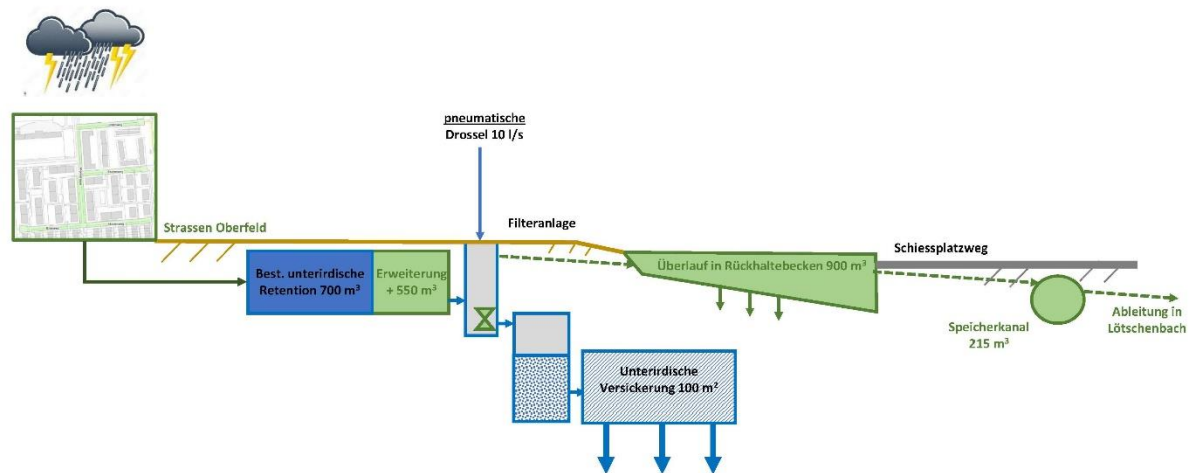 pneumatische
Drossel 10 l/s
Strassen Oberfeld
Filteranlage
Best. unterirdische
Retention 700 m³
Erweiterung
+ 550 m³
Überlauf in Rückhaltebecken 900 m³
Schiessplatzweg
Speicherkanal
215 m³
Ableitung in
Lötschenbach
Unterirdische
Versickerung 100 m²